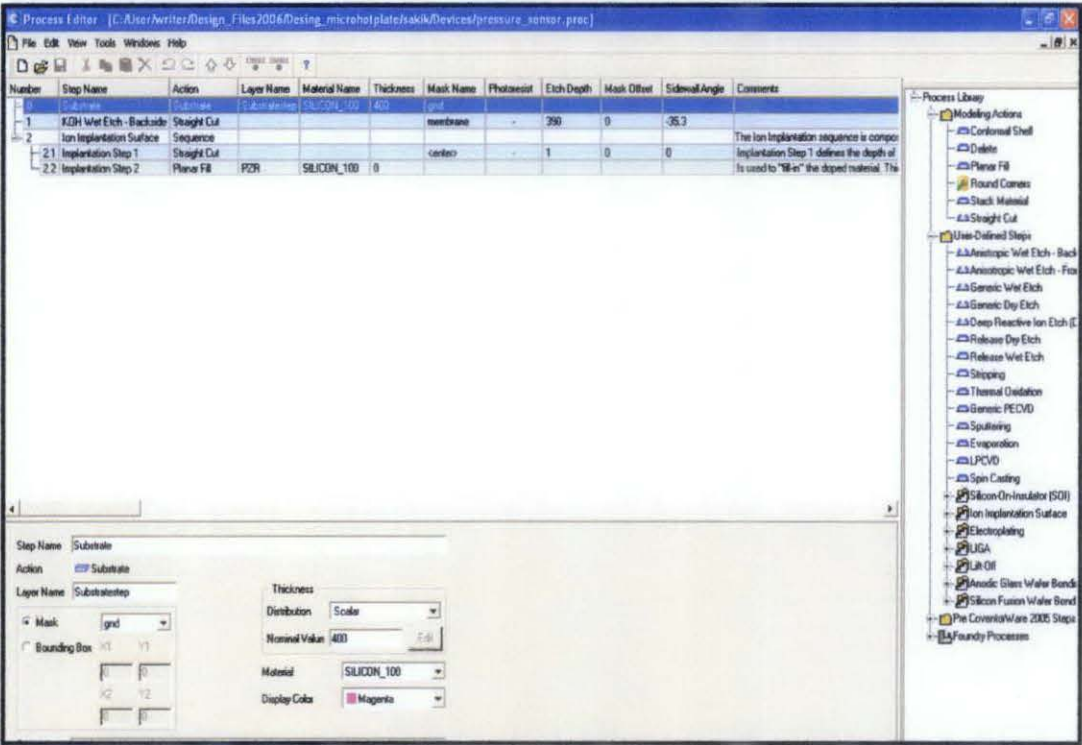 Process Editor [C:/User/writer/Design_Files2006/Desing_microhotplate/sakik/Devices/pressure_sensor.proc]
File Edit View Tools Windows Help
Number Step Name Action Layer Name Material Name Thickness Mask Name Photoresist Etch Depth Mask Offset Sidewall Angle Comments
0 Substrate Substrate Substratestep SILICON_100 400 gnd
1 KOH Wet Etch - Backside Straight Cut membrane - 390 0 -35.3
2 Ion Implantation Surface Sequence The Ion Implantation sequence is compos
2.1 Implantation Step 1 Straight Cut - 1 0 0 Implantation Step 1 defines the depth of
2.2 Implantation Step 2 Planar Fill PZR SILICON_100 0 Is used to "fill-in" the doped material. This
Process Library
Modeling Actions
Conformal Shell
Delete
Planar Fill
Round Corners
Stack Material
Straight Cut
User-Defined Steps
Anistropic Wet Etch - Back
Anisotropic Wet Etch - Fron
Generic Wet Etch
Generic Dry Etch
Deep Reactive Ion Etch (D
Release Dry Etch
Release Wet Etch
Stripping
Thermal Oxidation
Generic PECVD
Sputtering
Evaporation
LPCVD
Spin Casting
Silicon-On-Insulator (SOI)
Ion Implantation Surface
Electroplating
LIGA
Lift-Off
Anodic Glass Wafer Bondi
Silicon Fusion Wafer Bond
Pre CoventorWare 2005 Steps
Foundry Processes
Step Name Substrate
Action Substrate
Layer Name Substratestep
Mask gnd
Bounding Box X1 Y1
0 0
X2 Y2
0 0
Thickness
Distribution Scalar
Nominal Value 400 Edit
Material SILICON_100
Display Color Magenta